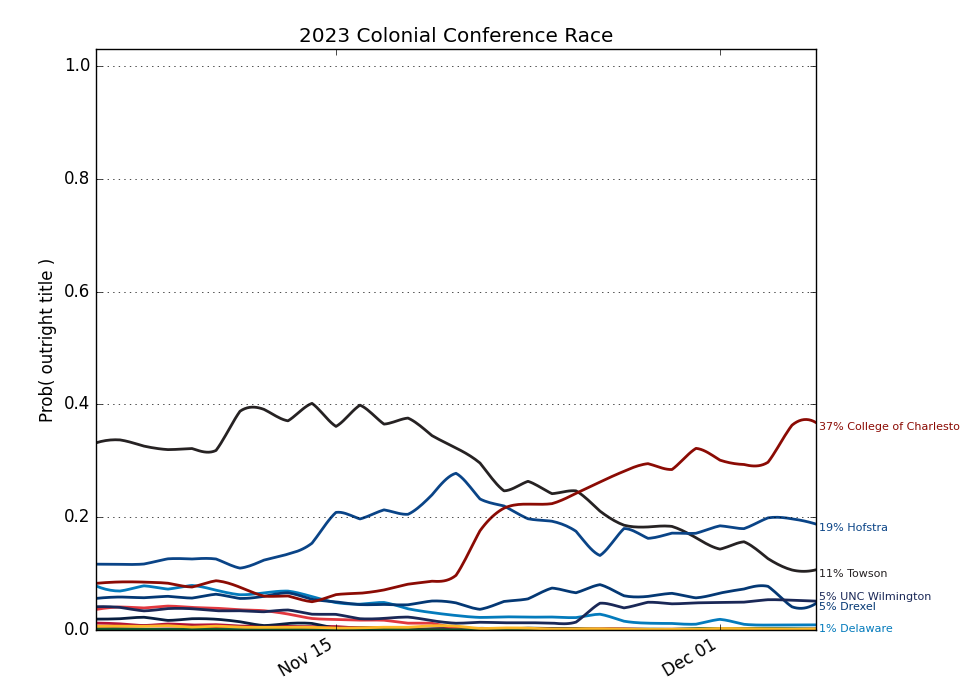 2023 Colonial Conference Race
Prob( outright title )
1.0
0.8
0.6
0.4
0.2
0.0
Nov 15
Dec 01
37% College of Charlesto
19% Hofstra
11% Towson
5% UNC Wilmington
5% Drexel
1% Delaware